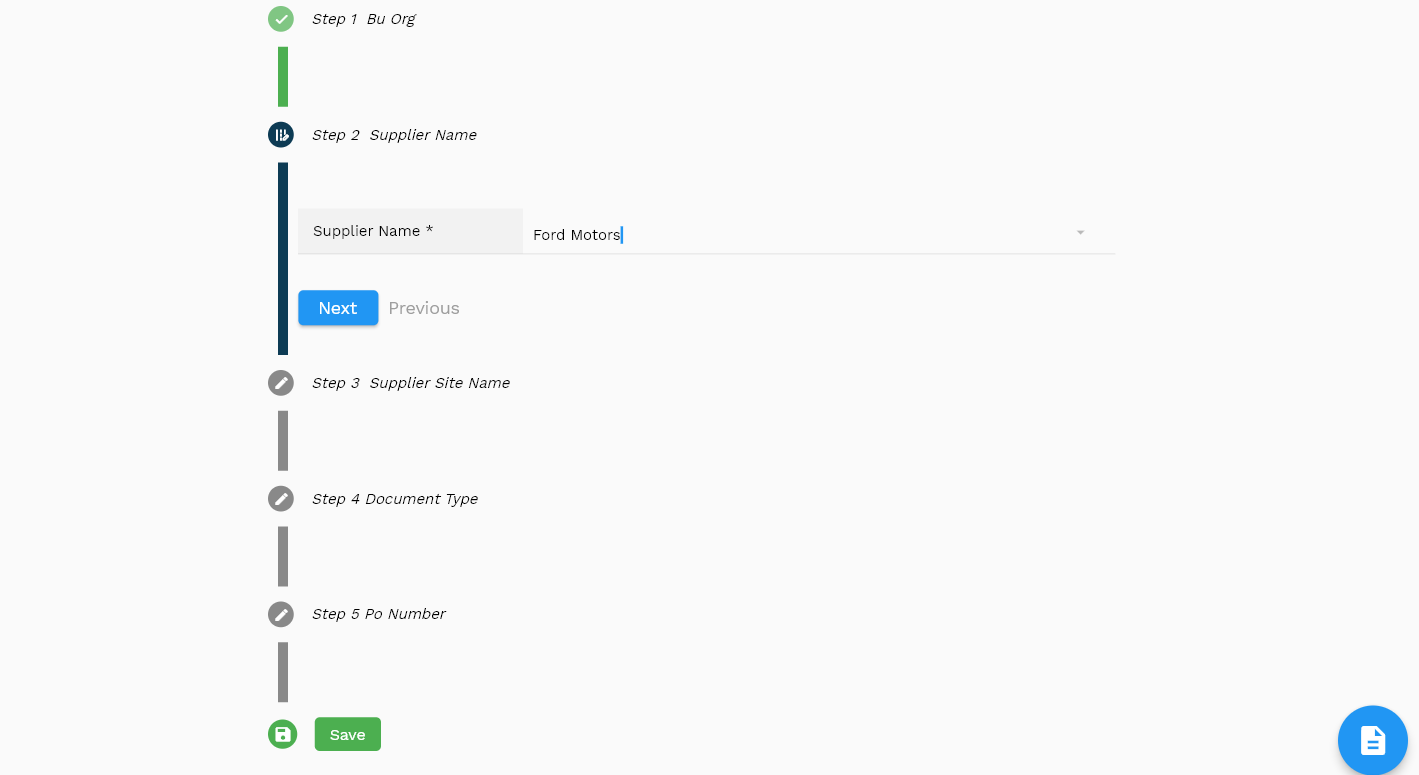 Step 1 Bu Org
Step 2 Supplier Name
Supplier Name * Ford Motors
Next Previous
Step 3 Supplier Site Name
Step 4 Document Type
Step 5 Po Number
Save